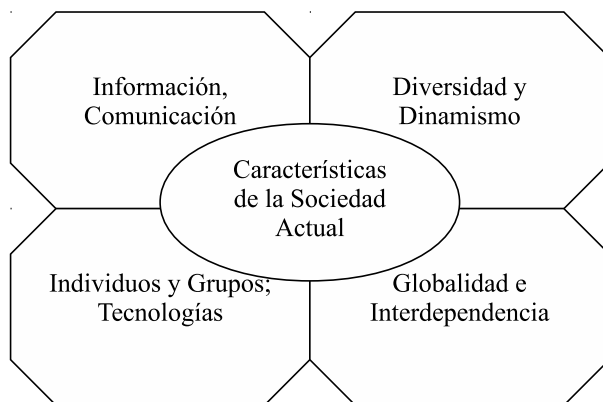 Información,
Comunicación
Diversidad y
Dinamismo
Características
de la Sociedad
Actual
Individuos y Grupos;
Tecnologías
Globalidad e
Interdependencia